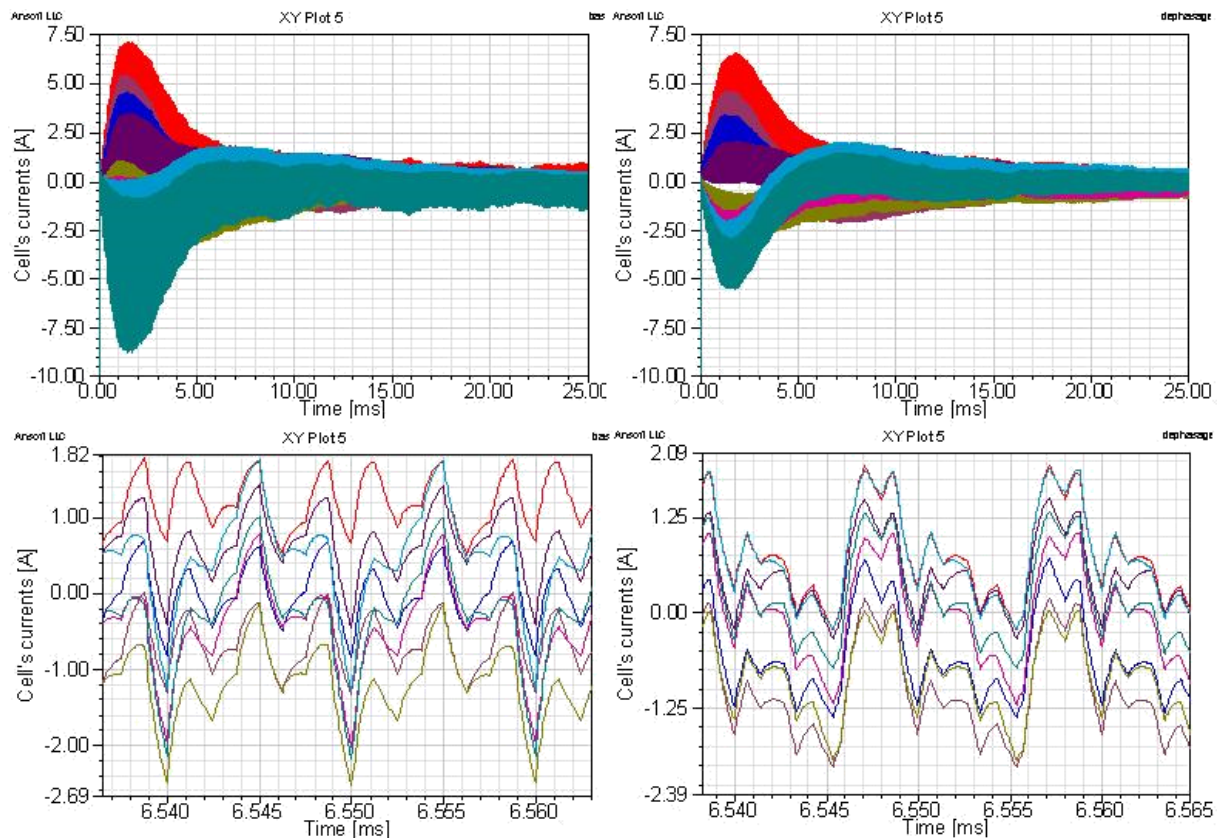 Ansoft LLC XY Plot 5 bas
7.50
5.00
2.50
0.00
-2.50
-5.00
-7.50
-10.00
Cell's currents [A]
0.00 5.00 10.00 15.00 20.00 25.00
Time [ms]
Ansoft LLC XY Plot 5 dephasage
7.50
5.00
2.50
0.00
-2.50
-5.00
-7.50
-10.00
Cell's currents [A]
0.00 5.00 10.00 15.00 20.00 25.00
Time [ms]
Ansoft LLC XY Plot 5 bas
1.82
1.00
0.00
-1.00
-2.00
-2.69
Cell's currents [A]
6.540 6.545 6.550 6.555 6.560
Time [ms]
Ansoft LLC XY Plot 5 dephasage
2.09
1.25
0.00
-1.25
-2.39
Cell's currents [A]
6.540 6.545 6.550 6.555 6.560 6.565
Time [ms]